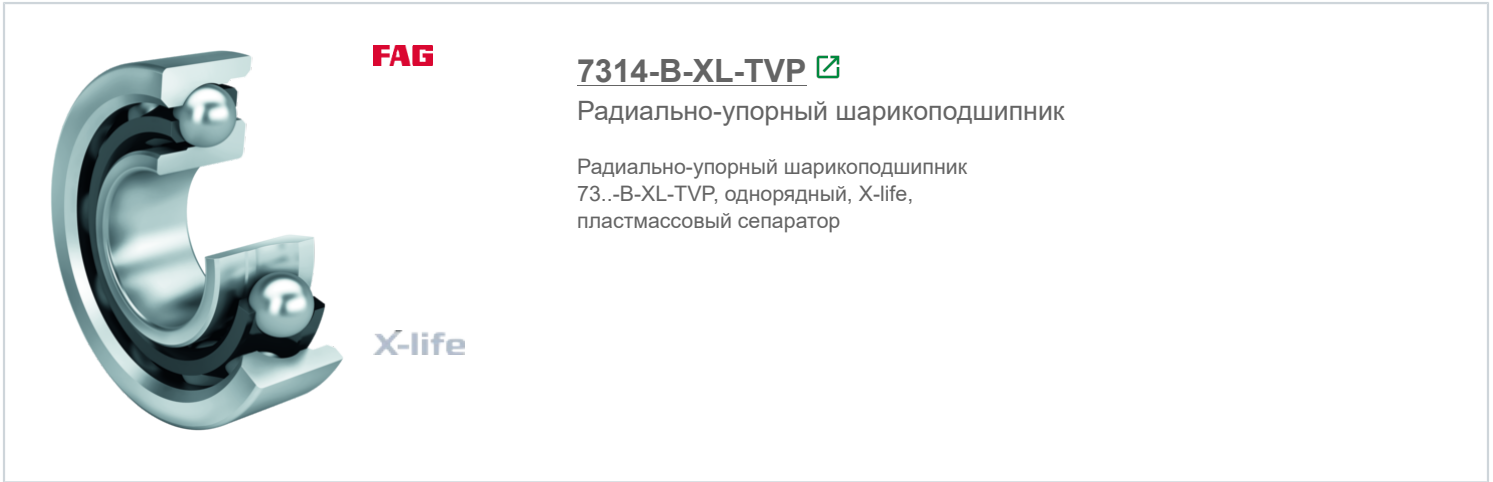 FAG
7314-B-XL-TVP
Радиально-упорный шарикоподшипник
Радиально-упорный шарикоподшипник
73..-B-XL-TVP, однорядный, X-life,
пластмассовый сепаратор
X-life